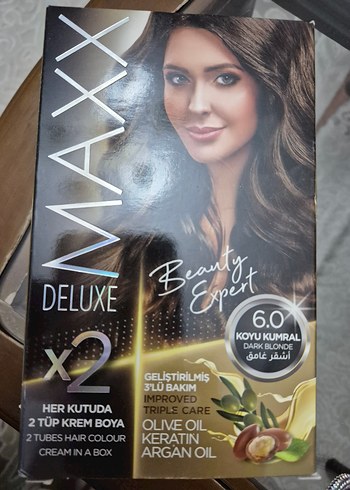 MAXX
DELUXE
Beauty
Expert
6.0
KOYU KUMRAL
DARK BLONDE
أشقر غامق
x2
HER KUTUDA
2 TÜP KREM BOYA
2 TUBES HAIR COLOUR
CREAM IN A BOX
GELİŞTİRİLMİŞ
3'LÜ BAKIM
IMPROVED
TRIPLE CARE
OLIVE OIL
KERATIN
ARGAN OIL